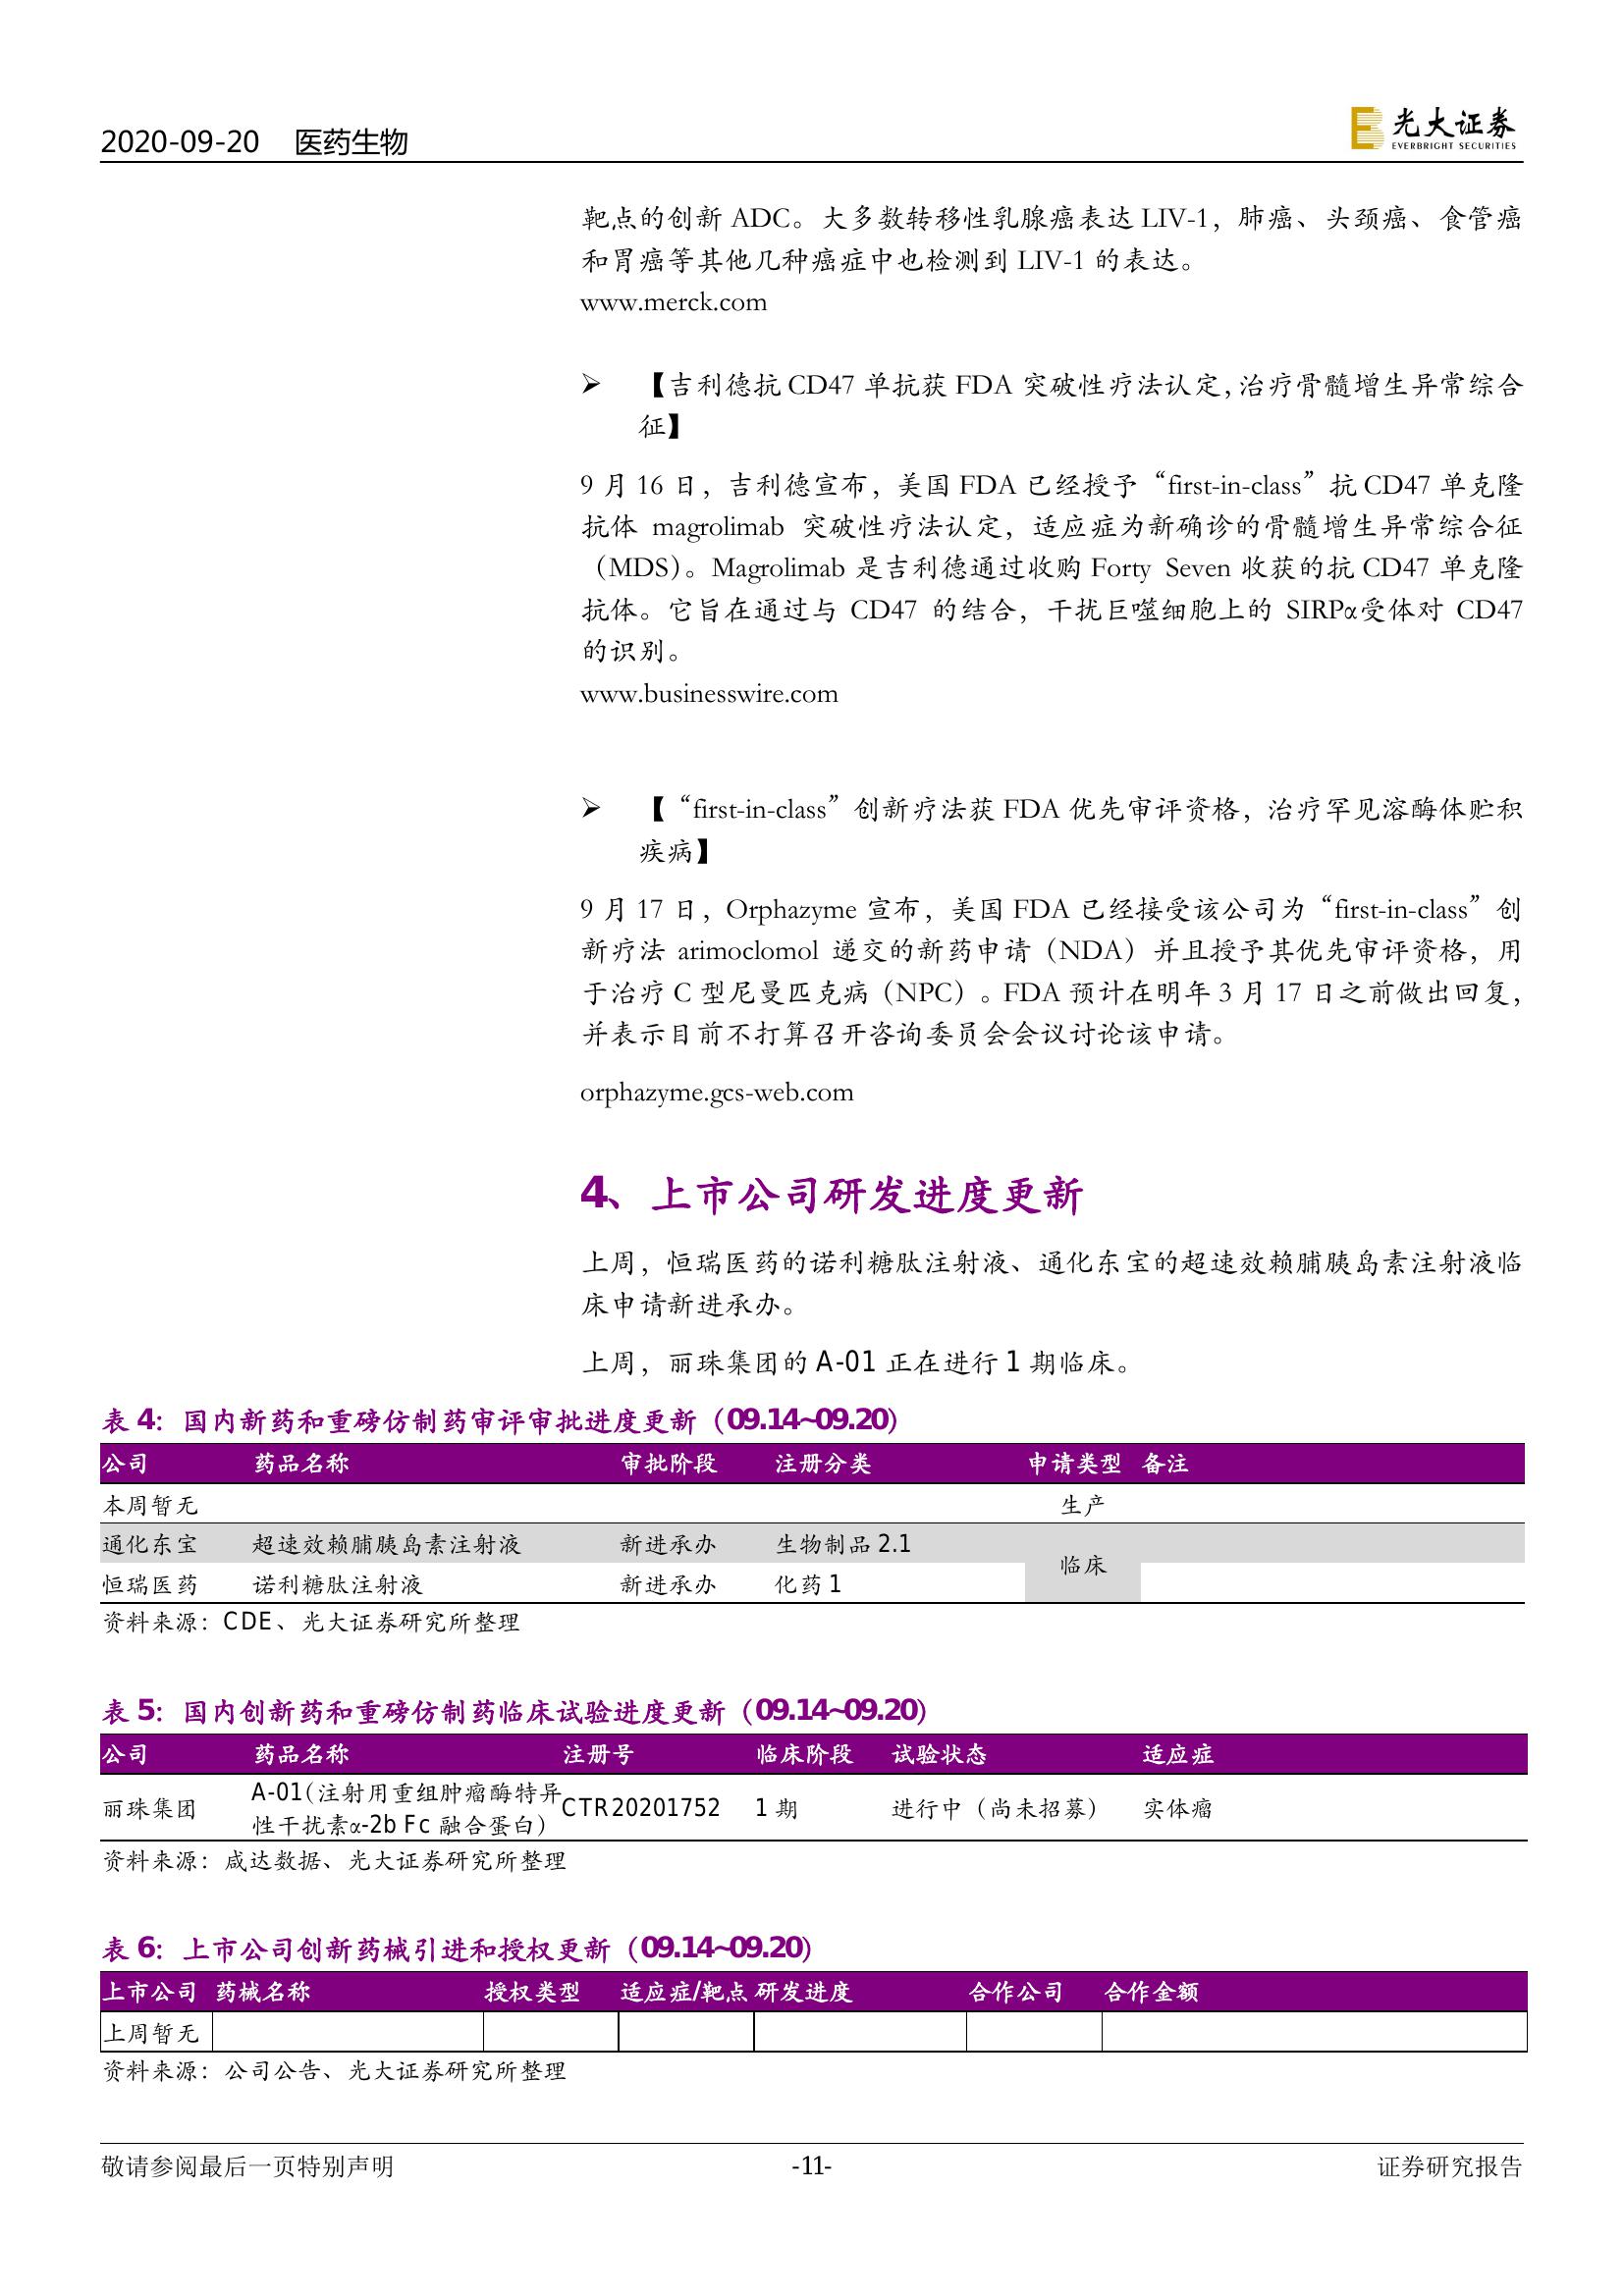 2020-09-20 医药生物
光大证券
EVERBRIGHT SECURITIES
靶点的创新 ADC。大多数转移性乳腺癌表达 LIV-1，肺癌、头颈癌、食管癌
和胃癌等其他几种癌症中也检测到 LIV-1 的表达。
www.merck.com
➢ 【吉利德抗 CD47 单抗获 FDA 突破性疗法认定，治疗骨髓增生异常综合
征】
9 月 16 日，吉利德宣布，美国 FDA 已经授予“first-in-class”抗 CD47 单克隆
抗体 magrolimab 突破性疗法认定，适应症为新确诊的骨髓增生异常综合征
（MDS）。Magrolimab 是吉利德通过收购 Forty Seven 收获的抗 CD47 单克隆
抗体。它旨在通过与 CD47 的结合，干扰巨噬细胞上的 SIRPα受体对 CD47
的识别。
www.businesswire.com
➢ 【“first-in-class”创新疗法获 FDA 优先审评资格，治疗罕见溶酶体贮积
疾病】
9 月 17 日，Orphazyme 宣布，美国 FDA 已经接受该公司为“first-in-class”创
新疗法 arimoclomol 递交的新药申请（NDA）并且授予其优先审评资格，用
于治疗 C 型尼曼匹克病（NPC）。FDA 预计在明年 3 月 17 日之前做出回复，
并表示目前不打算召开咨询委员会会议讨论该申请。
orphazyme.gcs-web.com
4、上市公司研发进度更新
上周，恒瑞医药的诺利糖肽注射液、通化东宝的超速效赖脯胰岛素注射液临
床申请新进承办。
上周，丽珠集团的 A-01 正在进行 1 期临床。
表 4：国内新药和重磅仿制药审评审批进度更新（09.14~09.20）
公司 药品名称 审批阶段 注册分类 申请类型 备注
本周暂无 生产
通化东宝 超速效赖脯胰岛素注射液 新进承办 生物制品 2.1
临床
恒瑞医药 诺利糖肽注射液 新进承办 化药 1
资料来源：CDE、光大证券研究所整理
表 5：国内创新药和重磅仿制药临床试验进度更新（09.14~09.20）
公司 药品名称 注册号 临床阶段 试验状态 适应症
丽珠集团 A-01（注射用重组肿瘤酶特异 CTR20201752 1 期 进行中（尚未招募） 实体瘤
性干扰素α-2b Fc 融合蛋白）
资料来源：咸达数据、光大证券研究所整理
表 6：上市公司创新药械引进和授权更新（09.14~09.20）
上市公司 药械名称 授权类型 适应症/靶点 研发进度 合作公司 合作金额
上周暂无
资料来源：公司公告、光大证券研究所整理
敬请参阅最后一页特别声明 -11- 证券研究报告